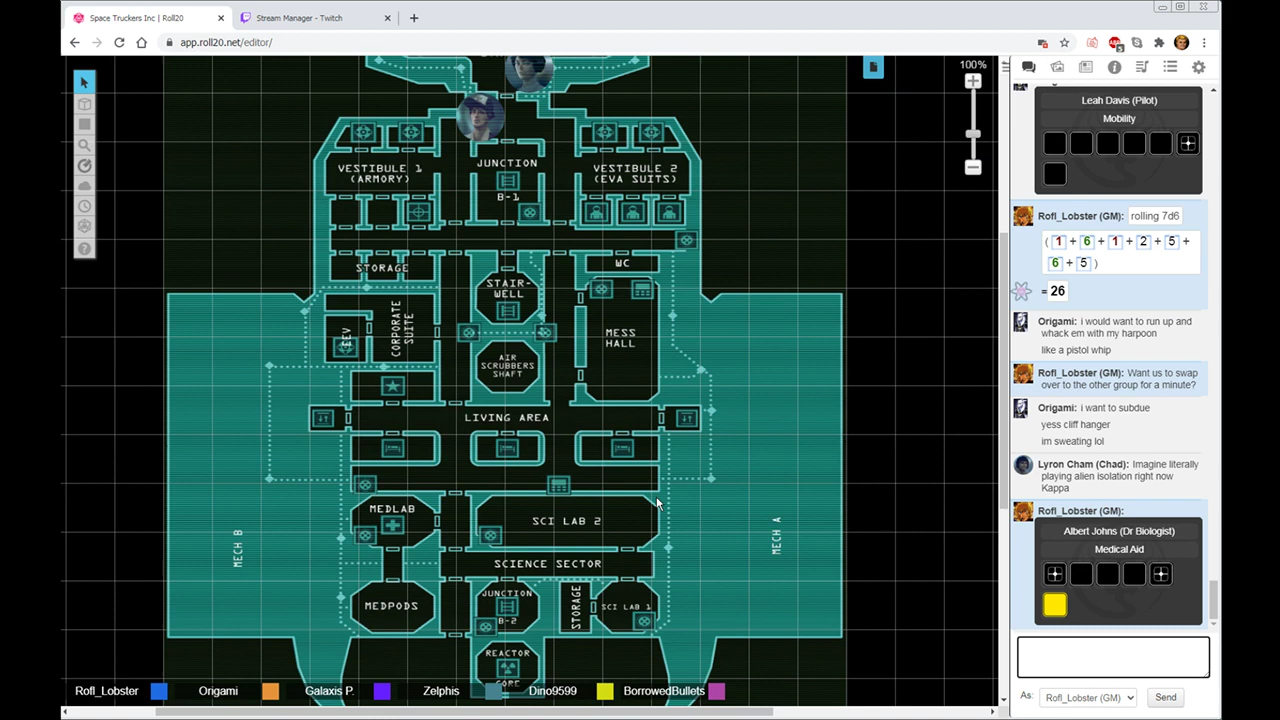 Space Truckers Inc | Roll20
Stream Manager - Twitch
app.roll20.net/editor/
100%
VESTIBULE 1
(ARMORY)
JUNCTION
B-1
VESTIBULE 2
(EVA SUITS)
STORAGE
WC
STAIR-
WELL
EEV
CORPORATE
SUITE
MESS
HALL
AIR
SCRUBBERS
SHAFT
LIVING AREA
MEDLAB
SCI LAB 2
MECH B
MECH A
SCIENCE SECTOR
MEDPODS
JUNCTION
B-2
STORAGE
SCI LAB 1
REACTOR
CORE
Rofl_Lobster
Origami
Galaxis P.
Zelphis
Dino9599
BorrowedBullets
Leah Davis (Pilot)
Mobility
Rofl_Lobster (GM): rolling 7d6
( 1 + 6 + 1 + 2 + 5 +
6 + 5 )
= 26
Origami: i would want to run up and
whack em with my harpoon
like a pistol whip
Rofl_Lobster (GM): Want us to swap
over to the other group for a minute?
Origami: i want to subdue
yess cliff hanger
im sweating lol
Lyron Cham (Chad): Imagine literally
playing alien isolation right now
Kappa
Rofl_Lobster (GM):
Albert Johns (Dr Biologist)
Medical Aid
As: Rofl_Lobster (GM)
Send